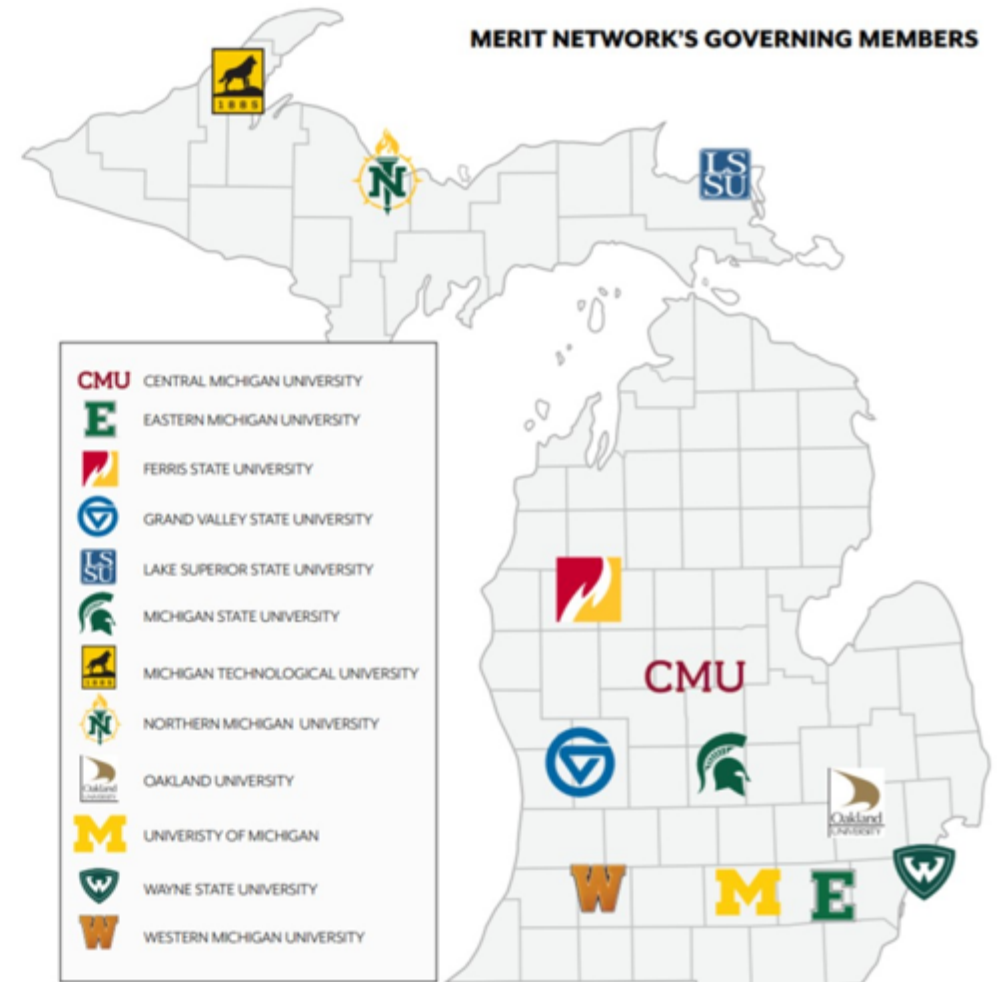 MERIT NETWORK'S GOVERNING MEMBERS
1885
N
LS
SU
CMU CENTRAL MICHIGAN UNIVERSITY
E EASTERN MICHIGAN UNIVERSITY
FERRIS STATE UNIVERSITY
GRAND VALLEY STATE UNIVERSITY
LS
SU LAKE SUPERIOR STATE UNIVERSITY
MICHIGAN STATE UNIVERSITY
1885 MICHIGAN TECHNOLOGICAL UNIVERSITY
N NORTHERN MICHIGAN UNIVERSITY
Oakland
UNIVERSITY OAKLAND UNIVERSITY
M UNIVERISTY OF MICHIGAN
W WAYNE STATE UNIVERSITY
W WESTERN MICHIGAN UNIVERSITY
CMU
Oakland
UNIVERSITY
W
M
E
W